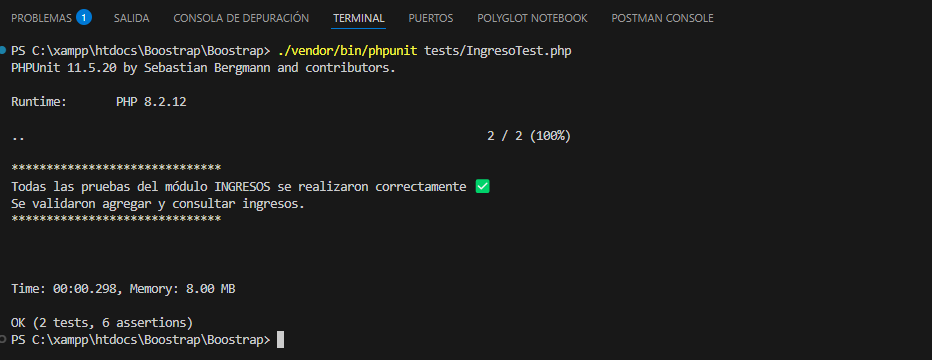 PROBLEMAS 1 SALIDA CONSOLA DE DEPURACIÓN TERMINAL PUERTOS POLYGLOT NOTEBOOK POSTMAN CONSOLE
PS C:\xampp\htdocs\Boostrap\Boostrap> ./vendor/bin/phpunit tests/IngresoTest.php
PHPUnit 11.5.20 by Sebastian Bergmann and contributors.
Runtime: PHP 8.2.12
.. 2 / 2 (100%)
******************************
Todas las pruebas del módulo INGRESOS se realizaron correctamente ✅
Se validaron agregar y consultar ingresos.
******************************
Time: 00:00.298, Memory: 8.00 MB
OK (2 tests, 6 assertions)
PS C:\xampp\htdocs\Boostrap\Boostrap>